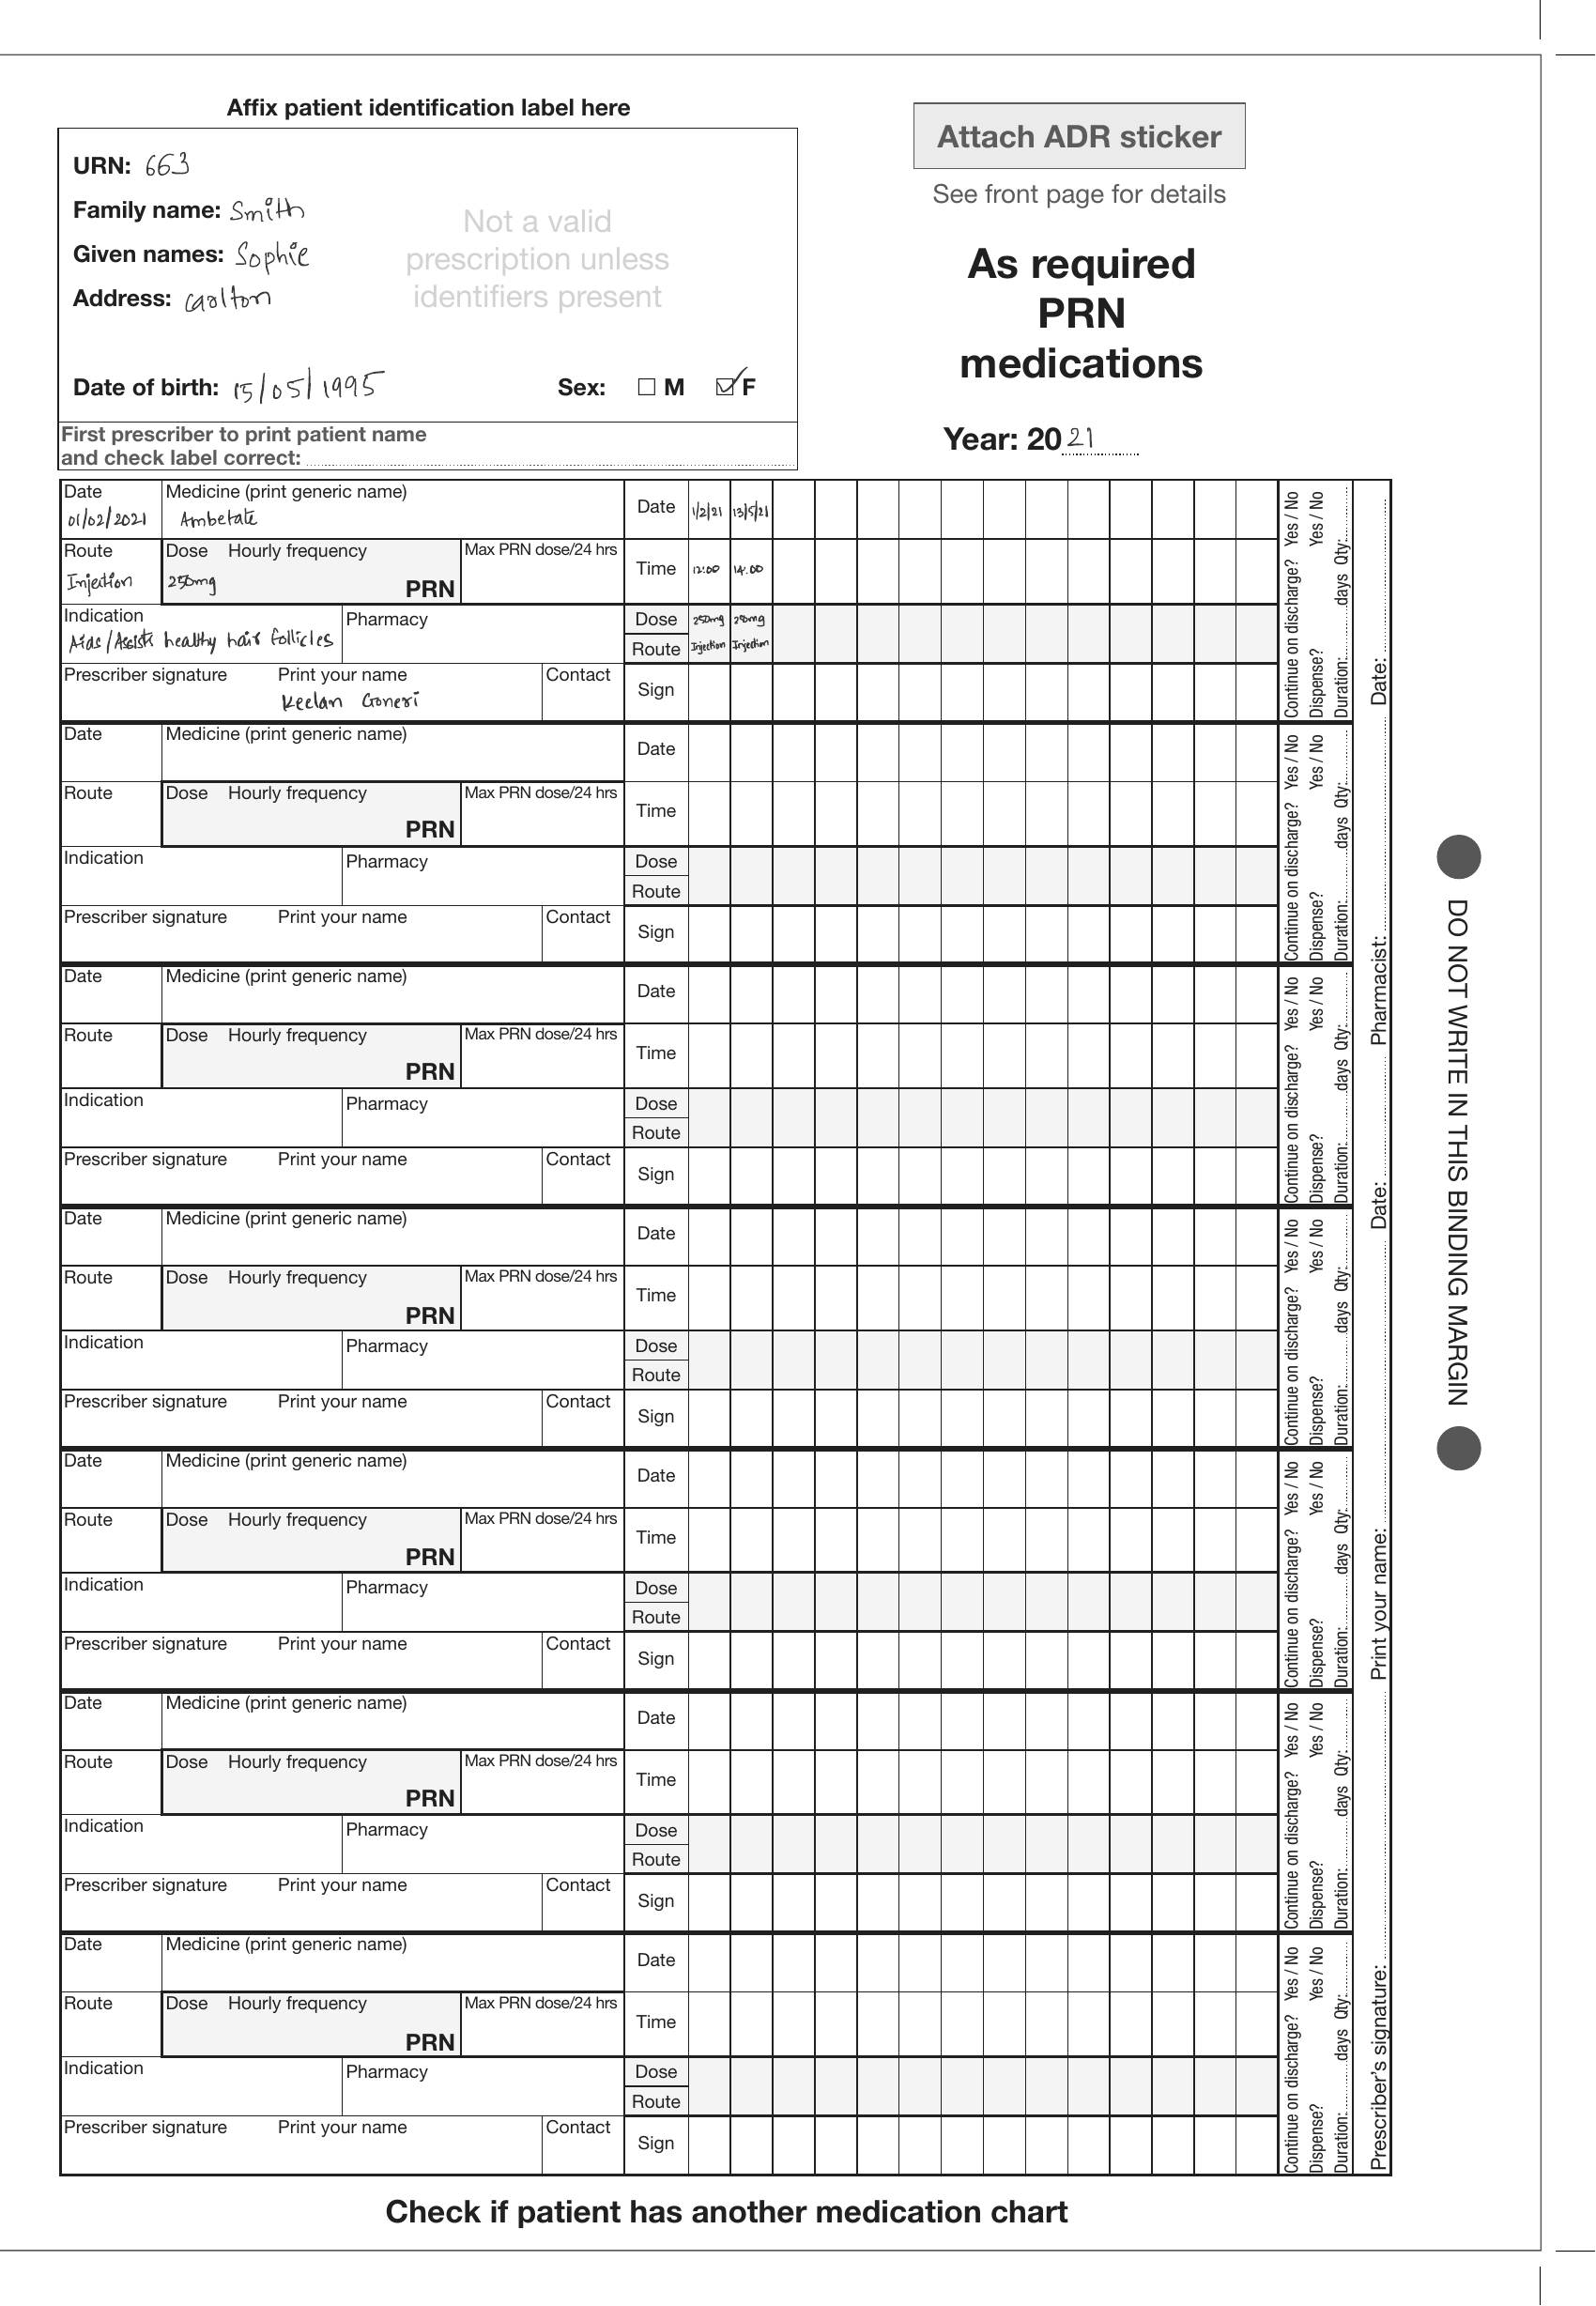 Affix patient identification label here
Attach ADR sticker
See front page for details
URN: 663
Family name: Smith
Given names: Sophie
Address: Carlton
Not a valid
prescription unless
identifiers present
Date of birth: 15/05/1995 Sex: M F
First prescriber to print patient name
and check label correct:
As required
PRN
medications
Year: 20 21
Date Medicine (print generic name) Date 1/2/21 13/5/21
01/02/2021 Ambetate
Route Dose Hourly frequency Max PRN dose/24 hrs Time 12:00 14.00
Injection 250mg PRN
Indication Pharmacy Dose 250mg 250mg
Aids/Assists healthy hair follicles Route Injection Injection
Prescriber signature Print your name Contact Sign
Keelan Goneri
Continue on discharge? Yes / No
Dispense? Yes / No
Duration: days Qty:
Date Medicine (print generic name) Date
Route Dose Hourly frequency Max PRN dose/24 hrs Time
PRN
Indication Pharmacy Dose
Route
Prescriber signature Print your name Contact Sign
Continue on discharge? Yes / No
Dispense? Yes / No
Duration: days Qty:
Date Medicine (print generic name) Date
Route Dose Hourly frequency Max PRN dose/24 hrs Time
PRN
Indication Pharmacy Dose
Route
Prescriber signature Print your name Contact Sign
Continue on discharge? Yes / No
Dispense? Yes / No
Duration: days Qty:
Date Medicine (print generic name) Date
Route Dose Hourly frequency Max PRN dose/24 hrs Time
PRN
Indication Pharmacy Dose
Route
Prescriber signature Print your name Contact Sign
Continue on discharge? Yes / No
Dispense? Yes / No
Duration: days Qty:
Date Medicine (print generic name) Date
Route Dose Hourly frequency Max PRN dose/24 hrs Time
PRN
Indication Pharmacy Dose
Route
Prescriber signature Print your name Contact Sign
Continue on discharge? Yes / No
Dispense? Yes / No
Duration: days Qty:
Date Medicine (print generic name) Date
Route Dose Hourly frequency Max PRN dose/24 hrs Time
PRN
Indication Pharmacy Dose
Route
Prescriber signature Print your name Contact Sign
Continue on discharge? Yes / No
Dispense? Yes / No
Duration: days Qty:
Date Medicine (print generic name) Date
Route Dose Hourly frequency Max PRN dose/24 hrs Time
PRN
Indication Pharmacy Dose
Route
Prescriber signature Print your name Contact Sign
Continue on discharge? Yes / No
Dispense? Yes / No
Duration: days Qty:
Prescriber's signature: Print your name: Date: Pharmacist: Date:
DO NOT WRITE IN THIS BINDING MARGIN
Check if patient has another medication chart